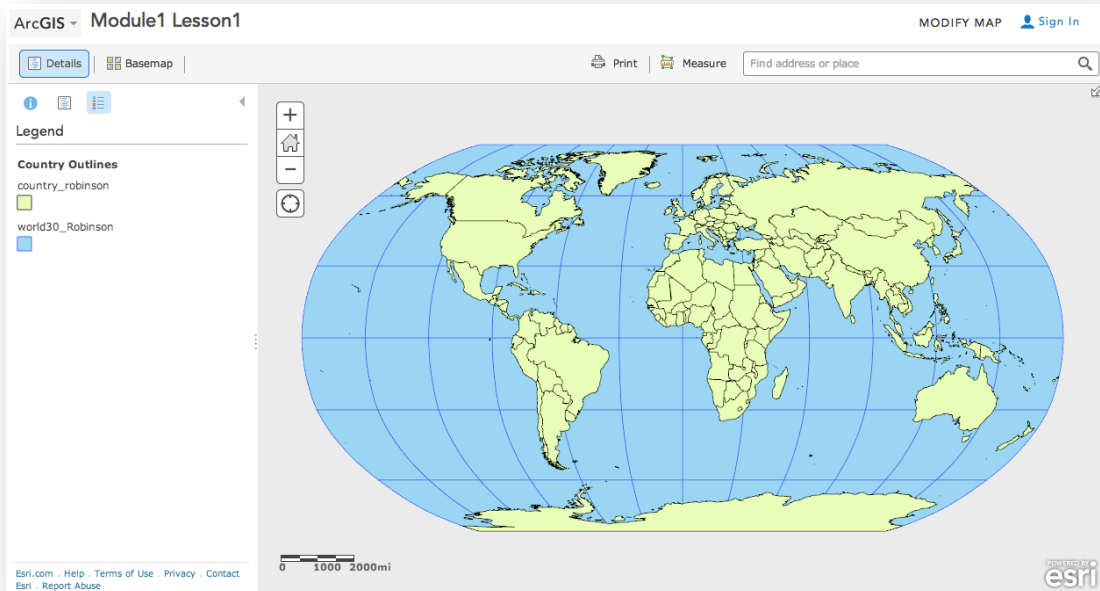 ArcGIS Module1 Lesson1 MODIFY MAP Sign In
Details Basemap Print Measure Find address or place
Legend
Country Outlines
country_robinson
world30_Robinson
0 1000 2000mi
Esri.com . Help . Terms of Use . Privacy . Contact
Esri . Report Abuse
POWERED BY
esri